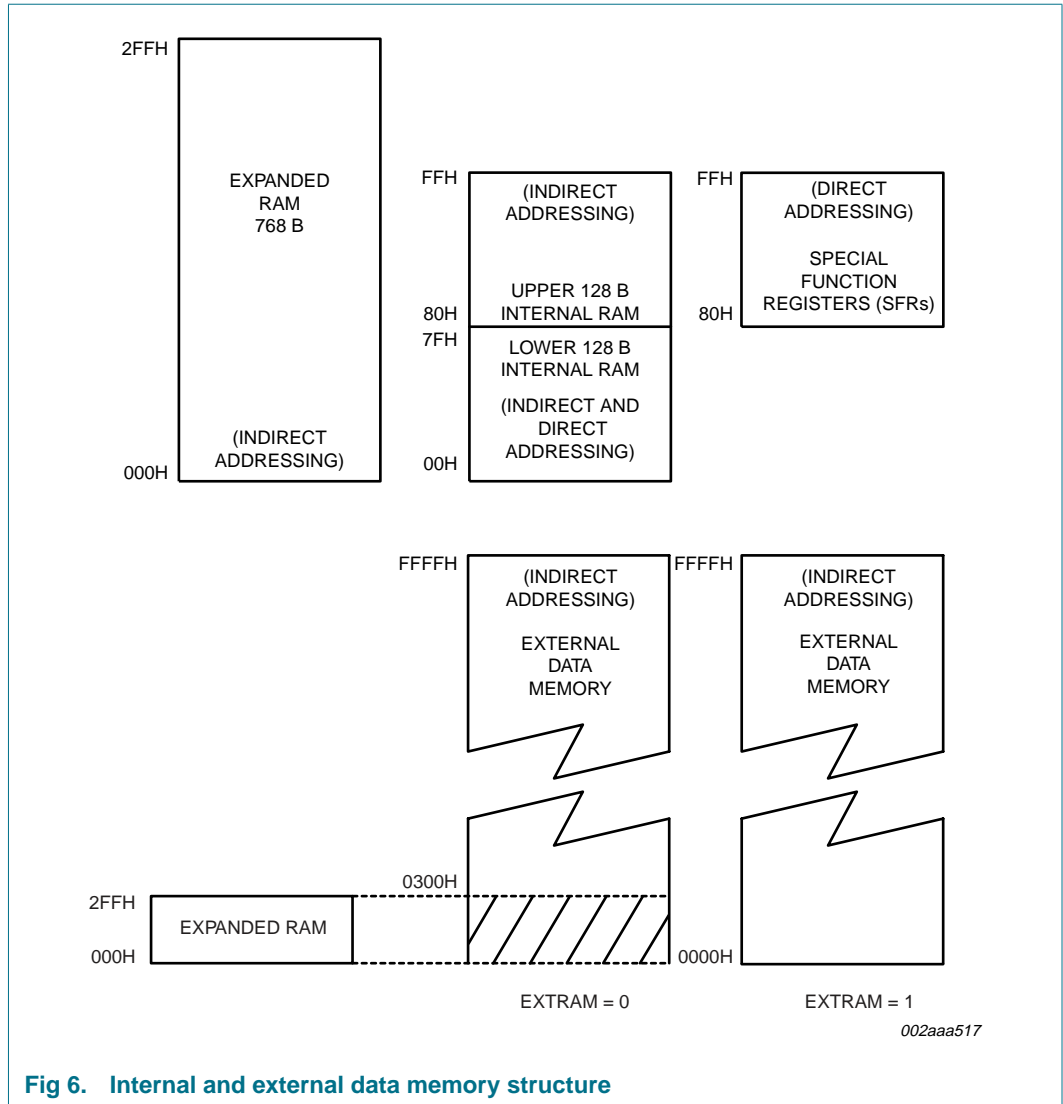 2FFH
EXPANDED
RAM
768 B
(INDIRECT
ADDRESSING)
000H
FFH
(INDIRECT
ADDRESSING)
UPPER 128 B
INTERNAL RAM
80H
7FH
LOWER 128 B
INTERNAL RAM
(INDIRECT AND
DIRECT
ADDRESSING)
00H
FFH
(DIRECT
ADDRESSING)
SPECIAL
FUNCTION
REGISTERS (SFRs)
80H
FFFFH
(INDIRECT
ADDRESSING)
EXTERNAL
DATA
MEMORY
FFFFH
(INDIRECT
ADDRESSING)
EXTERNAL
DATA
MEMORY
2FFH
EXPANDED RAM
000H
0300H
0000H
EXTRAM = 0
EXTRAM = 1
002aaa517
Fig 6. Internal and external data memory structure